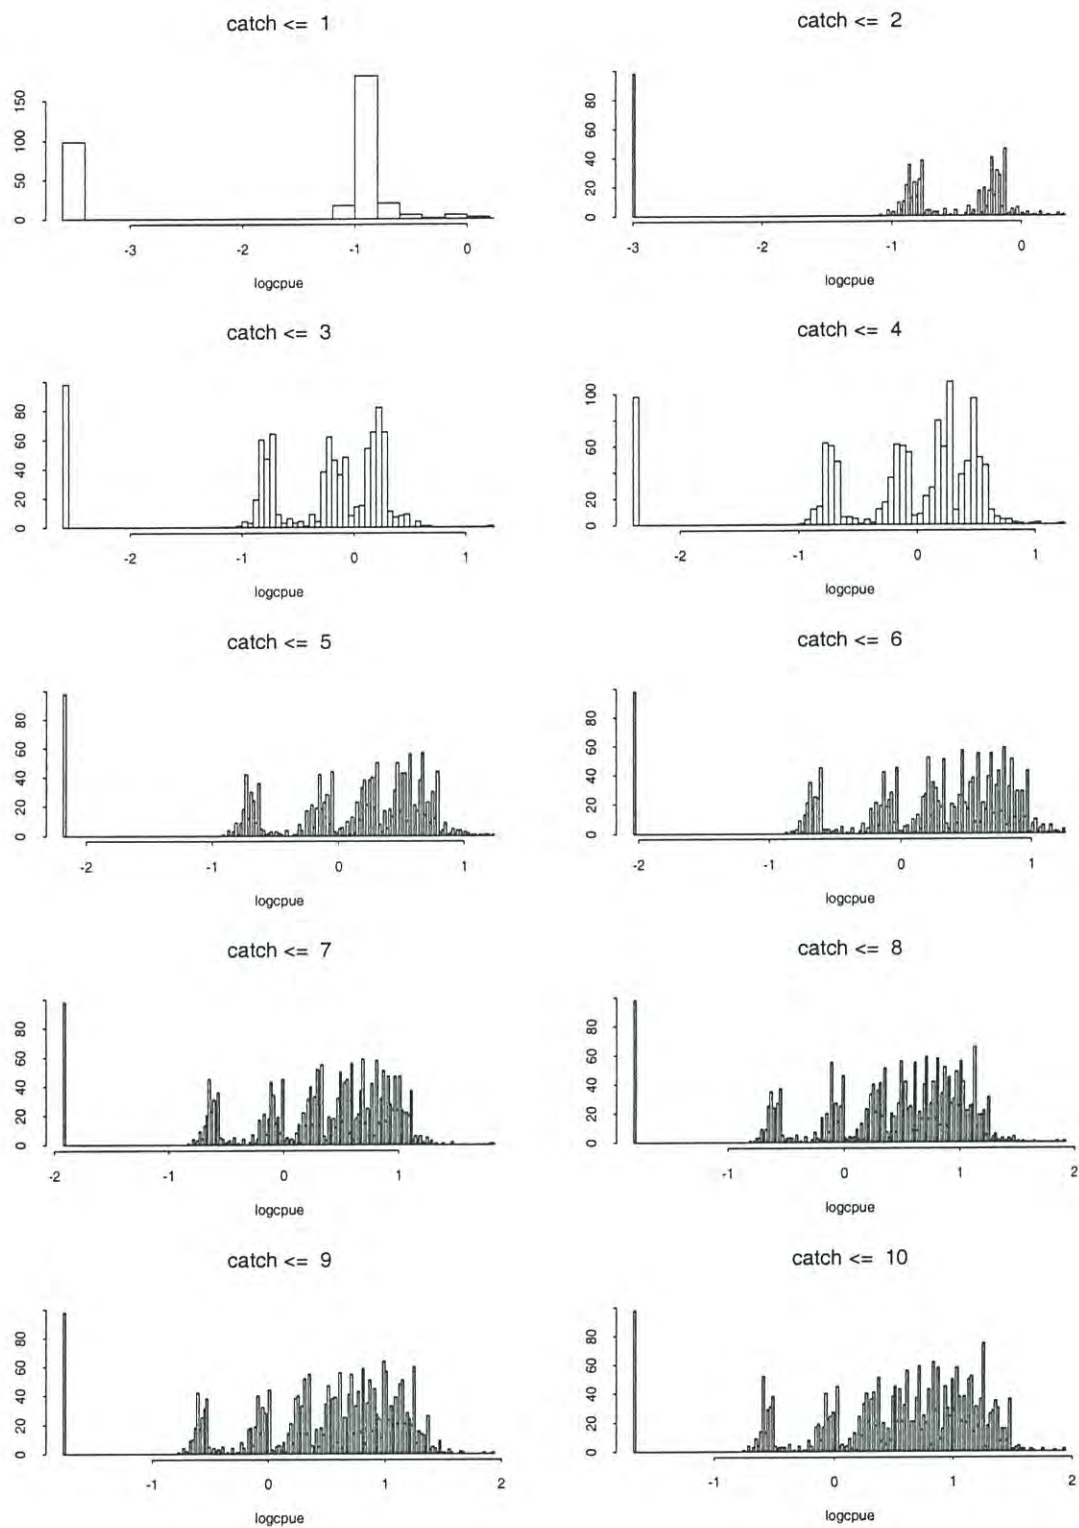 catch <= 1
0 50 100 150
-3 -2 -1 0
logcpue
catch <= 2
0 20 40 60 80
-3 -2 -1 0
logcpue
catch <= 3
0 20 40 60 80
-2 -1 0 1
logcpue
catch <= 4
0 20 60 100
-2 -1 0 1
logcpue
catch <= 5
0 20 40 60 80
-2 -1 0 1
logcpue
catch <= 6
0 20 40 60 80
-2 -1 0 1
logcpue
catch <= 7
0 20 40 60 80
-2 -1 0 1
logcpue
catch <= 8
0 20 40 60 80
-1 0 1 2
logcpue
catch <= 9
0 20 40 60 80
-1 0 1 2
logcpue
catch <= 10
0 20 40 60 80
-1 0 1 2
logcpue